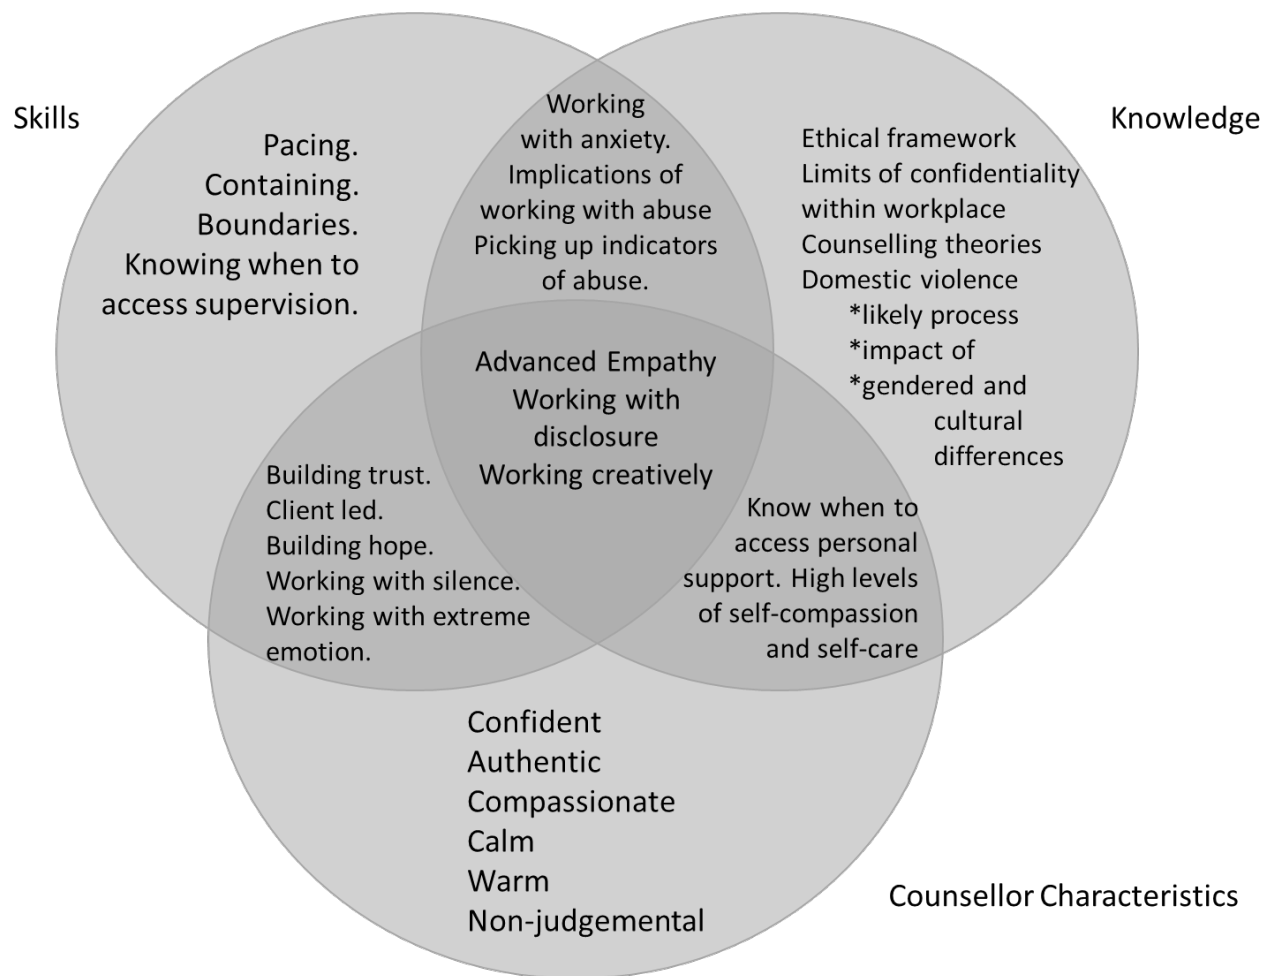 Skills
Pacing.
Containing.
Boundaries.
Knowing when to
access supervision.
Working
with anxiety.
Implications of
working with abuse
Picking up indicators
of abuse.
Knowledge
Ethical framework
Limits of confidentiality
within workplace
Counselling theories
Domestic violence
*likely process
*impact of
*gendered and
cultural
differences
Advanced Empathy
Working with
disclosure
Working creatively
Building trust.
Client led.
Building hope.
Working with silence.
Working with extreme
emotion.
Know when to
access personal
support. High levels
of self-compassion
and self-care
Confident
Authentic
Compassionate
Calm
Warm
Non-judgemental
Counsellor Characteristics